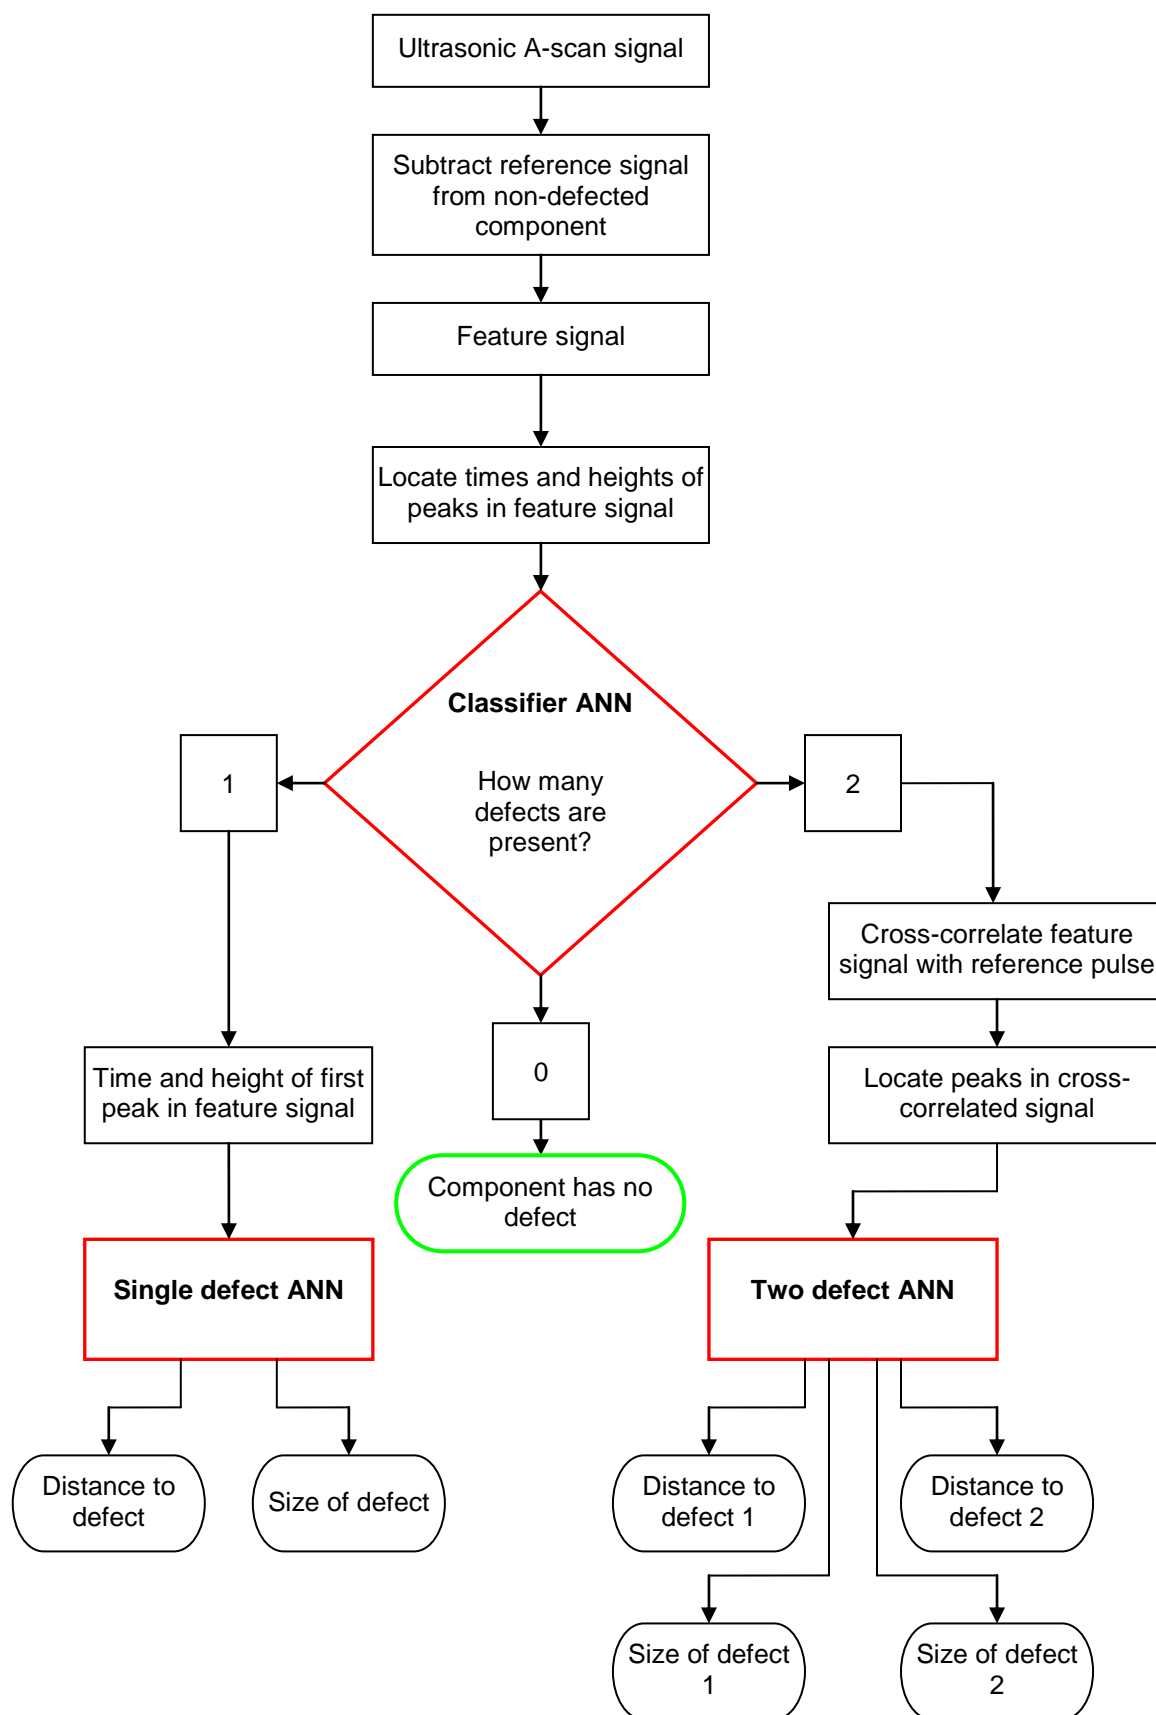 Ultrasonic A-scan signal
Subtract reference signal
from non-defected
component
Feature signal
Locate times and heights of
peaks in feature signal
Classifier ANN
How many
defects are
present?
1
2
0
Cross-correlate feature
signal with reference pulse
Time and height of first
peak in feature signal
Locate peaks in cross-
correlated signal
Component has no
defect
Single defect ANN
Two defect ANN
Distance to
defect
Size of defect
Distance to
defect 1
Distance to
defect 2
Size of defect
1
Size of defect
2